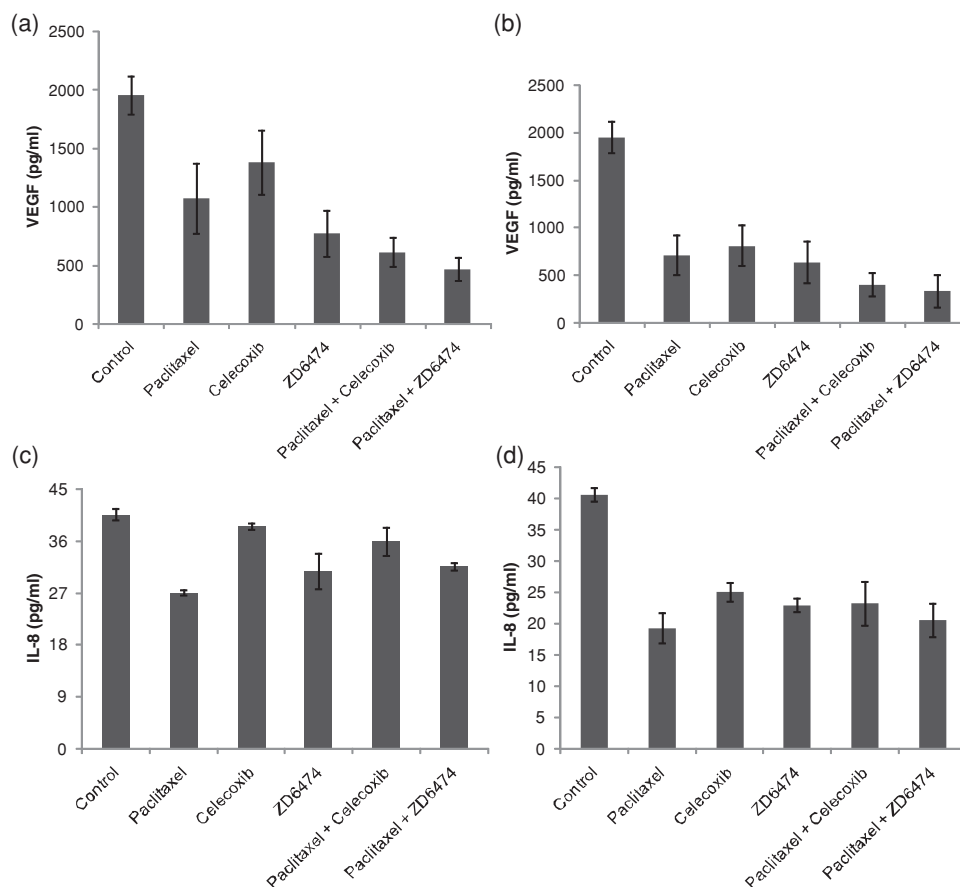 (a)
2500
2000
1500
1000
500
0
VEGF (pg/ml)
Control
Paclitaxel
Celecoxib
ZD6474
Paclitaxel + Celecoxib
Paclitaxel + ZD6474
(b)
2500
2000
1500
1000
500
0
VEGF (pg/ml)
Control
Paclitaxel
Celecoxib
ZD6474
Paclitaxel + Celecoxib
Paclitaxel + ZD6474
(c)
45
36
27
18
9
0
IL-8 (pg/ml)
Control
Paclitaxel
Celecoxib
ZD6474
Paclitaxel + Celecoxib
Paclitaxel + ZD6474
(d)
45
40
35
30
25
20
15
10
5
0
IL-8 (pg/ml)
Control
Paclitaxel
Celecoxib
ZD6474
Paclitaxel + Celecoxib
Paclitaxel + ZD6474